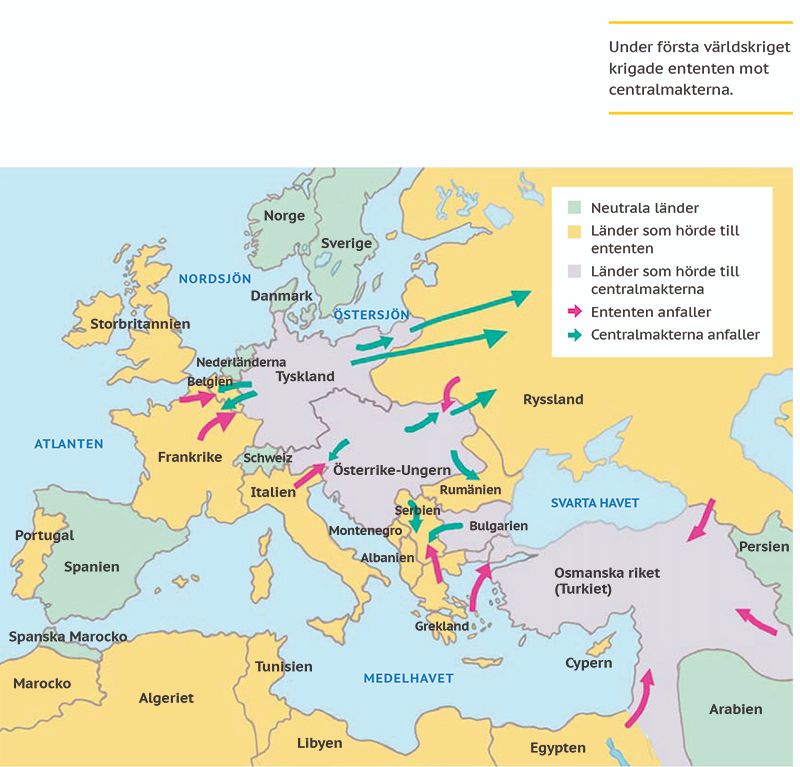 Under första världskriget
krigade ententen mot
centralmakterna.
Neutrala länder
Länder som hörde till
ententen
Länder som hörde till
centralmakterna
Ententen anfaller
Centralmakterna anfaller
Norge
Sverige
NORDSJÖN
Danmark
ÖSTERSJÖN
Storbritannien
Nederländerna
Belgien
Tyskland
Ryssland
ATLANTEN
Frankrike
Schweiz
Österrike-Ungern
Italien
Rumänien
SVARTA HAVET
Serbien
Montenegro
Bulgarien
Portugal
Spanien
Albanien
Persien
Osmanska riket
(Turkiet)
Grekland
Spanska Marocko
Tunisien
Cypern
MEDELHAVET
Marocko
Algeriet
Arabien
Libyen
Egypten